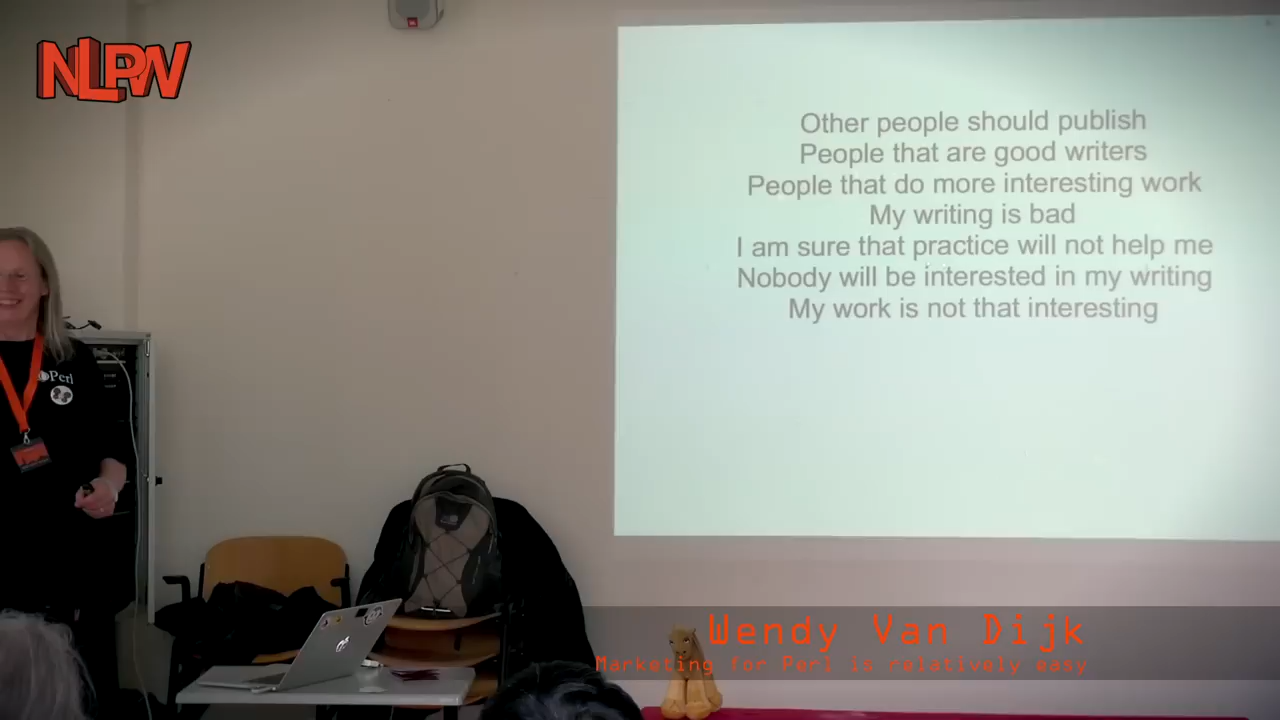 NLPW
Other people should publish
People that are good writers
People that do more interesting work
My writing is bad
I am sure that practice will not help me
Nobody will be interested in my writing
My work is not that interesting
Perl
Wendy Van Dijk
Marketing for Perl is relatively easy